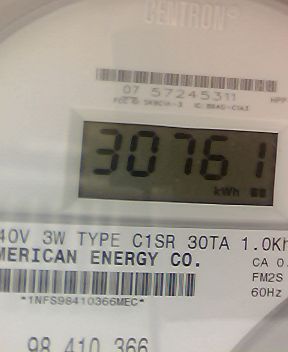 CENTRON®
07 57245311
30761
kWh
40V 3W TYPE C1SR 30TA 1.0Kh
MERICAN ENERGY CO.
CA 0.
FM2S
60Hz
*1NFS98410366MEC*
98 410 366